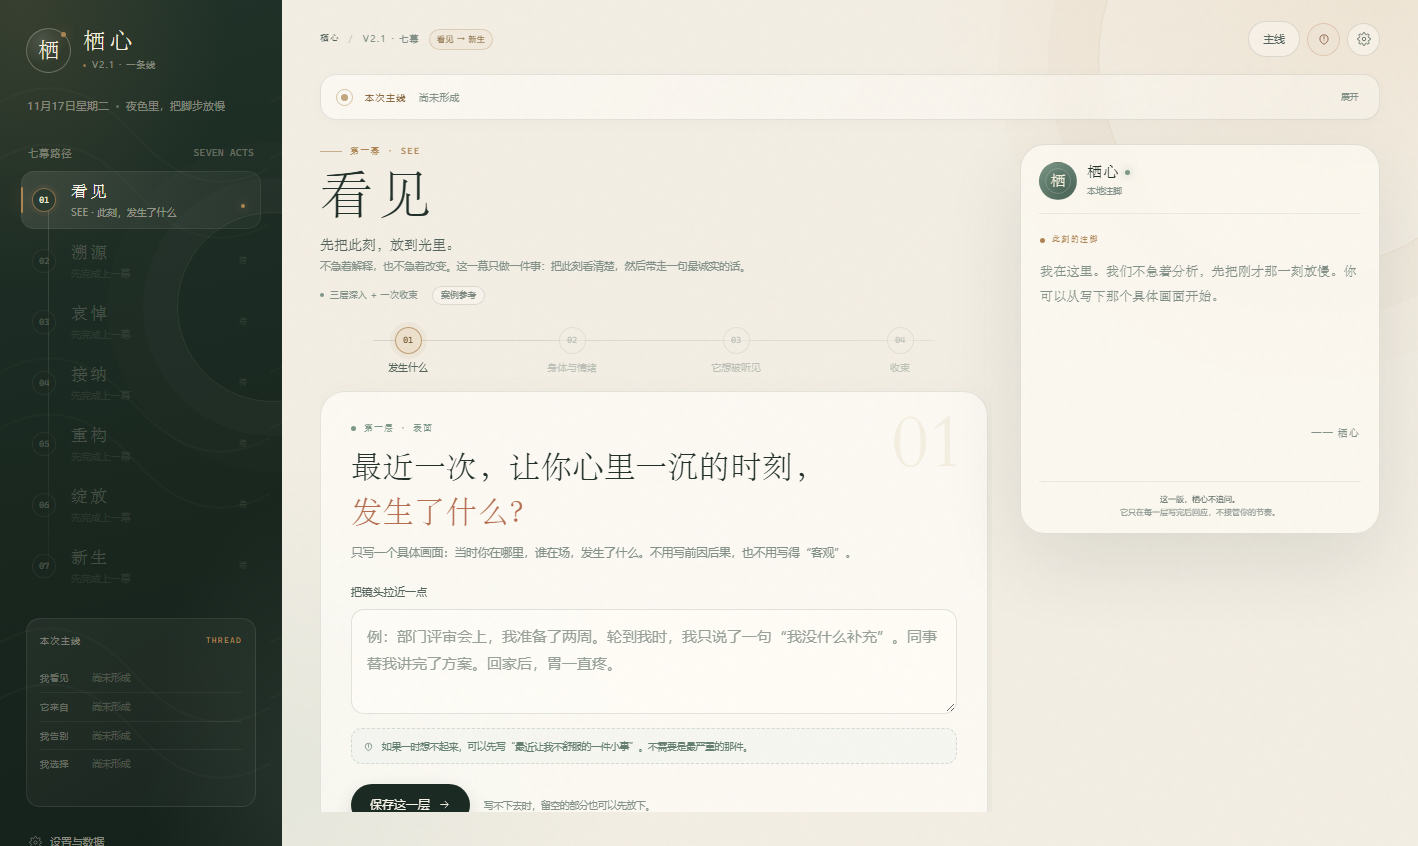 栖
栖心
V2.1 · 一条线
11月17日星期二 · 夜色里，把脚步放慢
七幕路径
SEVEN ACTS
01
看见
SEE · 此刻，发生了什么
02
溯源
先完成上一幕
待
03
哀悼
先完成上一幕
待
04
接纳
先完成上一幕
待
05
重构
先完成上一幕
待
06
绽放
先完成上一幕
待
07
新生
先完成上一幕
待
本次主线
THREAD
我看见 尚未形成
它来自 尚未形成
我告别 尚未形成
我选择 尚未形成
设置与数据
栖心 / V2.1 · 七幕 看见 → 新生
主线
本次主线 尚未形成
展开
第一幕 · SEE
看见
先把此刻，放到光里。
不急着解释，也不急着改变。这一幕只做一件事：把此刻看清楚，然后带走一句最诚实的话。
三层深入 + 一次收束 案例参考
01 02 03 04
发生什么 身体与情绪 它想被听见 收束
第一层 · 表面
01
最近一次，让你心里一沉的时刻，
发生了什么？
只写一个具体画面：当时你在哪里，谁在场，发生了什么。不用写前因后果，也不用写得“客观”。
把镜头拉近一点
例：部门评审会上，我准备了两周。轮到我时，我只说了一句“我没什么补充”。同事
替我讲完了方案。回家后，胃一直疼。
如果一时想不起来，可以先写“最近让我不舒服的一件小事”。不需要是最严重的那件。
保存这一层 →
写不下去时，留空的部分也可以先放下。
栖
栖心
本地注脚
此刻的注脚
我在这里。我们不急着分析，先把刚才那一刻放慢。你
可以从写下那个具体画面开始。
—— 栖心
这一版，栖心不追问。
它只在每一层写完后回应，不接管你的节奏。